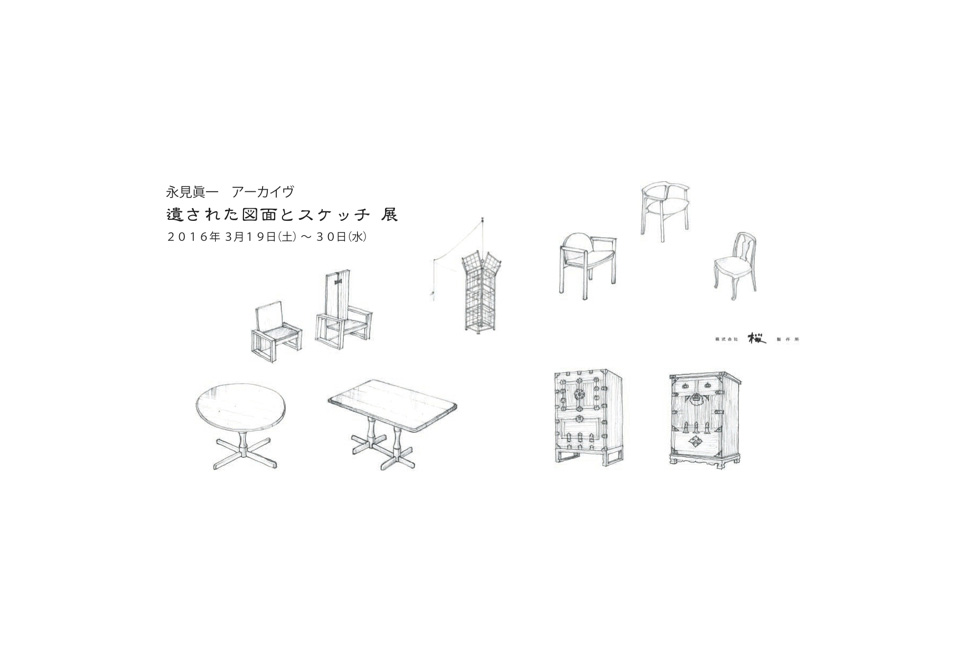 永見眞一　アーカイヴ
遺された図面とスケッチ 展
２０１６年 ３月１９日(土) ～ ３０日(水)
株式会社 桜 製作所